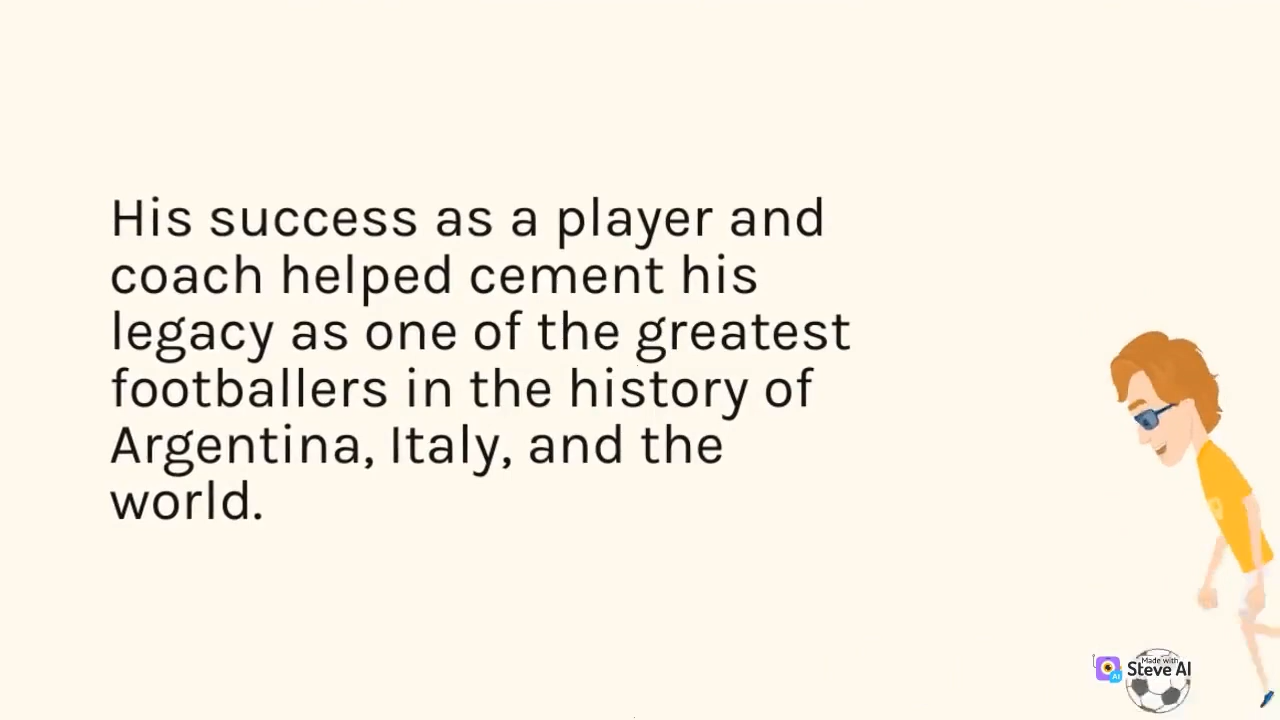 His success as a player and
coach helped cement his
legacy as one of the greatest
footballers in the history of
Argentina, Italy, and the
world.
Made with
Steve AI
AI